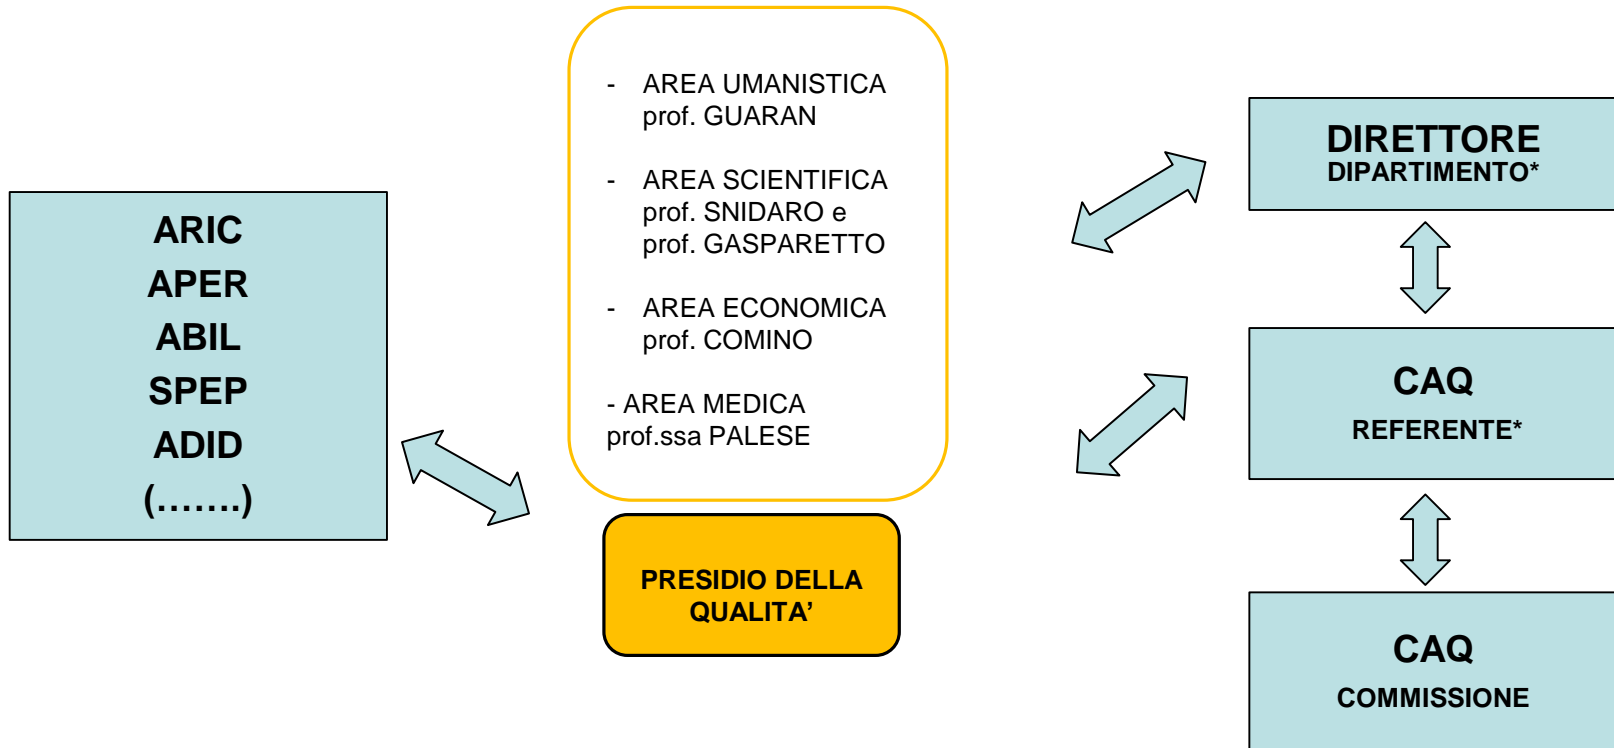 ARIC
APER
ABIL
SPEP
ADID
(…….)
- AREA UMANISTICA
prof. GUARAN
- AREA SCIENTIFICA
prof. SNIDARO e
prof. GASPARETTO
- AREA ECONOMICA
prof. COMINO
- AREA MEDICA
prof.ssa PALESE
PRESIDIO DELLA
QUALITA’
DIRETTORE
DIPARTIMENTO*
CAQ
REFERENTE*
CAQ
COMMISSIONE